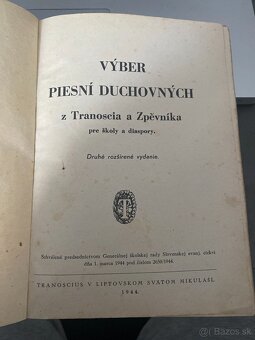 VÝBER
PIESNÍ DUCHOVNÝCH
z Tranoscia a Zpěvníka
pre školy a diaspory.
Druhé rozšírené vydanie.
Schválené predsedníctvom Generálnej školskej rady Slovenskej evanj. cirkvi
dňa 1. marca 1944 pod číslom 2650/1944.
TRANOSCIUS V LIPTOVSKOM SVÄTOM MIKULÁŠI.
1944.
© Bazos.sk